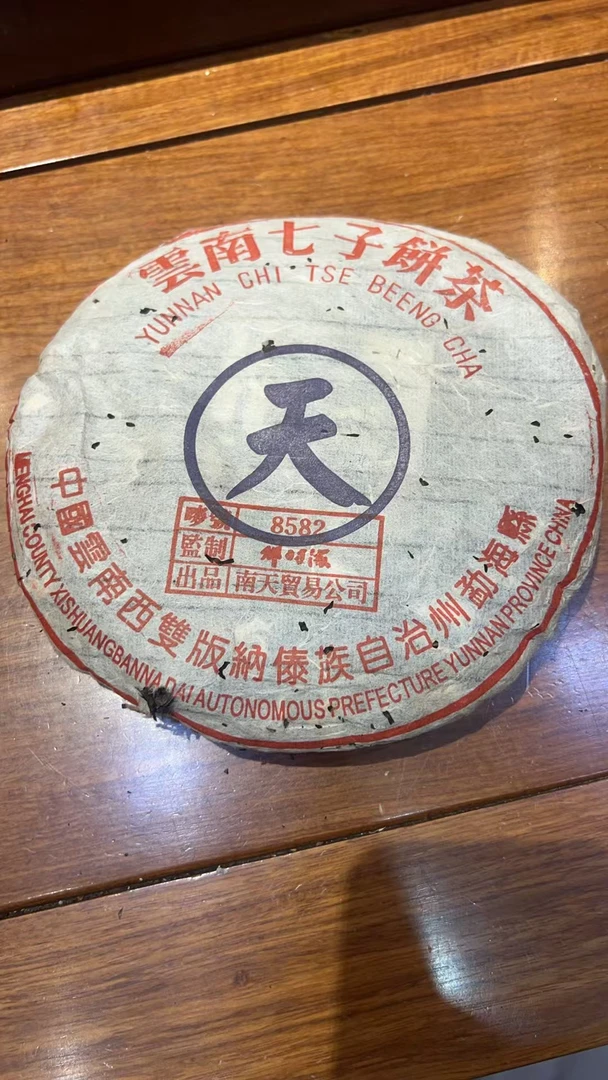 雲南七子餅茶
YUNNAN CHI TSE BEENG CHA
天
嘜號 8582
監制
出品 南天貿易公司
中國雲南西雙版納傣族自治州勐海縣
MENGHAI COUNTY XISHUANGBANNA DAI AUTONOMOUS PREFECTURE YUNNAN PROVINCE CHINA